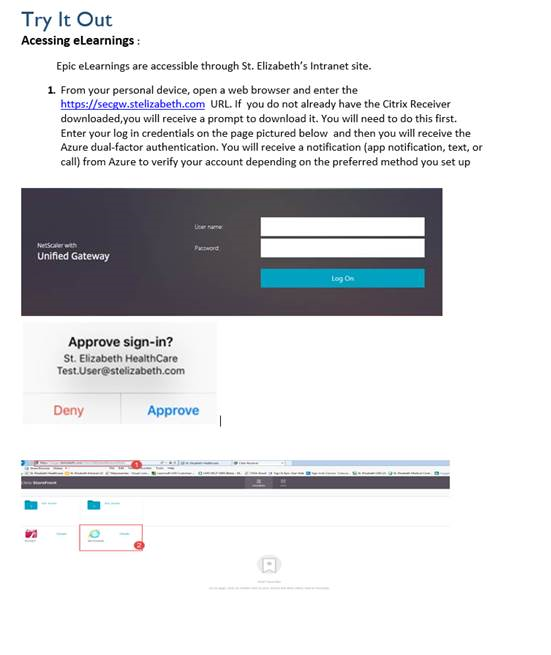 Try It Out
Acessing eLearnings :
Epic eLearnings are accessible through St. Elizabeth's Intranet site.
1. From your personal device, open a web browser and enter the
https://secgw.stelizabeth.com URL. If you do not already have the Citrix Receiver
downloaded,you will receive a prompt to download it. You will need to do this first.
Enter your log in credentials on the page pictured below and then you will receive the
Azure dual-factor authentication. You will receive a notification (app notification, text, or
call) from Azure to verify your account depending on the preferred method you set up
User name
NetScaler with
Unified Gateway
Password
Log On
Approve sign-in?
St. Elizabeth HealthCare
Test.User@stelizabeth.com
Deny
Approve
1
Citrix StoreFront
2